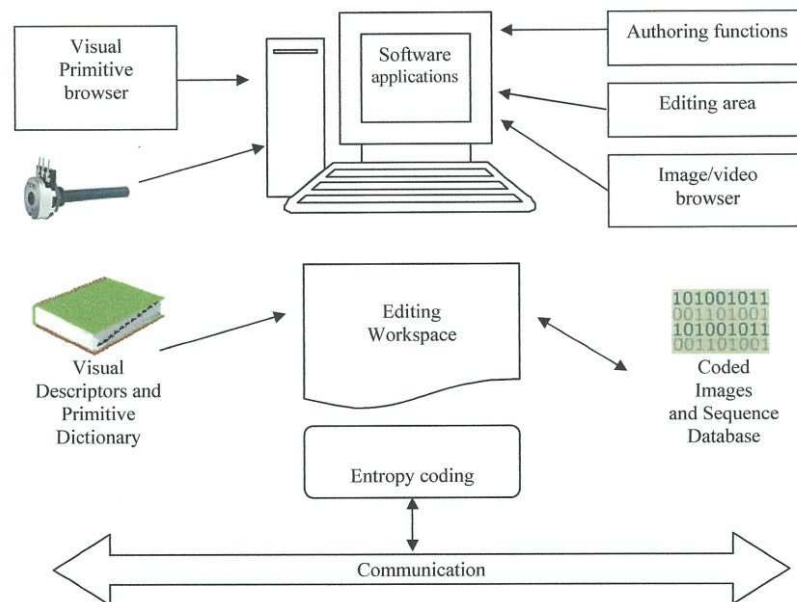 Visual
Primitive
browser
Software
applications
Authoring functions
Editing area
Image/video
browser
Editing
Workspace
101001011
001101001
101001011
001101001
Visual
Descriptors and
Primitive
Dictionary
Coded
Images
and Sequence
Database
Entropy coding
Communication